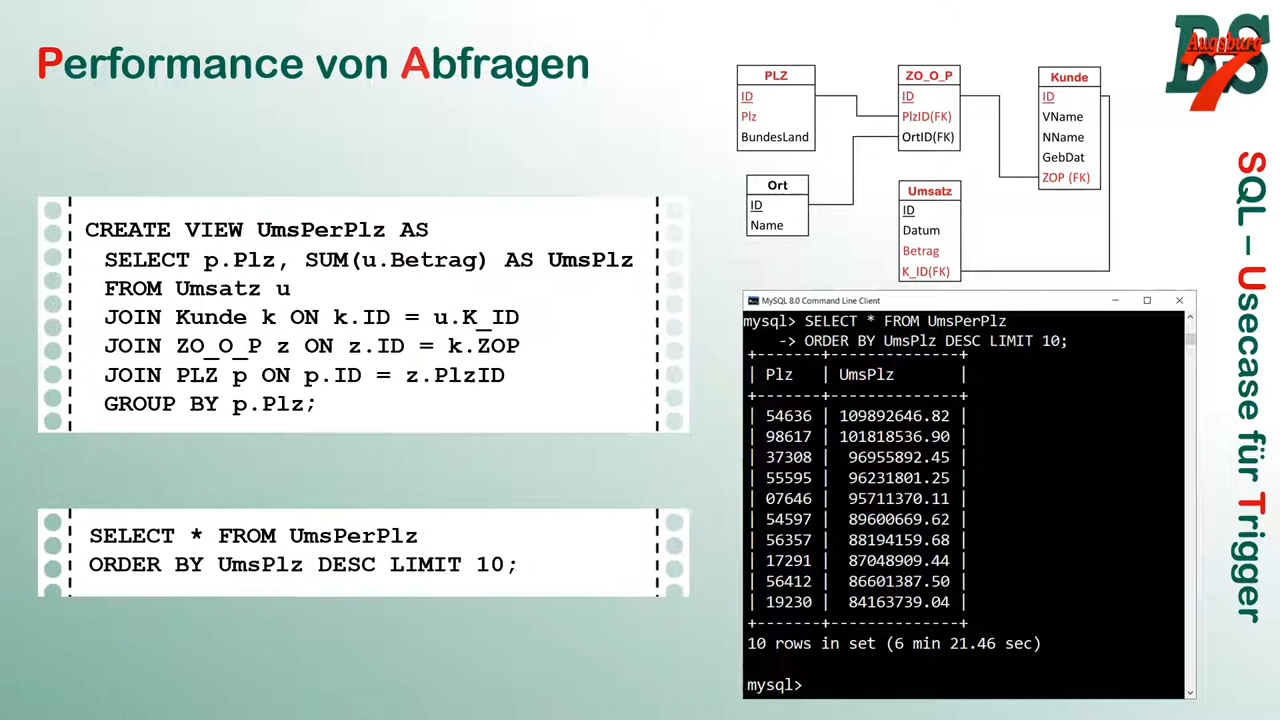 Performance von Abfragen
CREATE VIEW UmsPerPlz AS
SELECT p.Plz, SUM(u.Betrag) AS UmsPlz
FROM Umsatz u
JOIN Kunde k ON k.ID = u.K_ID
JOIN ZO_O_P z ON z.ID = k.ZOP
JOIN PLZ p ON p.ID = z.PlzID
GROUP BY p.Plz;
SELECT * FROM UmsPerPlz
ORDER BY UmsPlz DESC LIMIT 10;
PLZ
ID
Plz
BundesLand
Ort
ID
Name
ZO_O_P
ID
PlzID(FK)
OrtID(FK)
Umsatz
ID
Datum
Betrag
K_ID(FK)
Kunde
ID
VName
NName
GebDat
ZOP (FK)
MySQL 8.0 Command Line Client
mysql> SELECT * FROM UmsPerPlz
-> ORDER BY UmsPlz DESC LIMIT 10;
+-------+--------------+
| Plz | UmsPlz |
+-------+--------------+
| 54636 | 109892646.82 |
| 98617 | 101818536.90 |
| 37308 | 96955892.45 |
| 55595 | 96231801.25 |
| 07646 | 95711370.11 |
| 54597 | 89600669.62 |
| 56357 | 88194159.68 |
| 17291 | 87048909.44 |
| 56412 | 86601387.50 |
| 19230 | 84163739.04 |
+-------+--------------+
10 rows in set (6 min 21.46 sec)
mysql>
BS
Augsburg
7
SQL – Usecase für Trigger